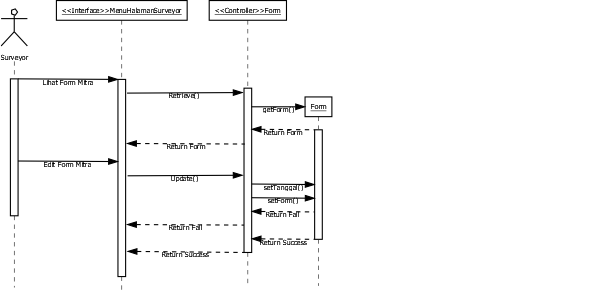 <<Interface>>MenuHalamanSurveyor
<<Controller>>Form
Surveyor
Lihat Form Mitra
Retrieve()
getForm()
Form
Return Form
Return Form
Edit Form Mitra
Update()
setTanggal()
setForm()
Return Fail
Return Fail
Return Success
Return Success